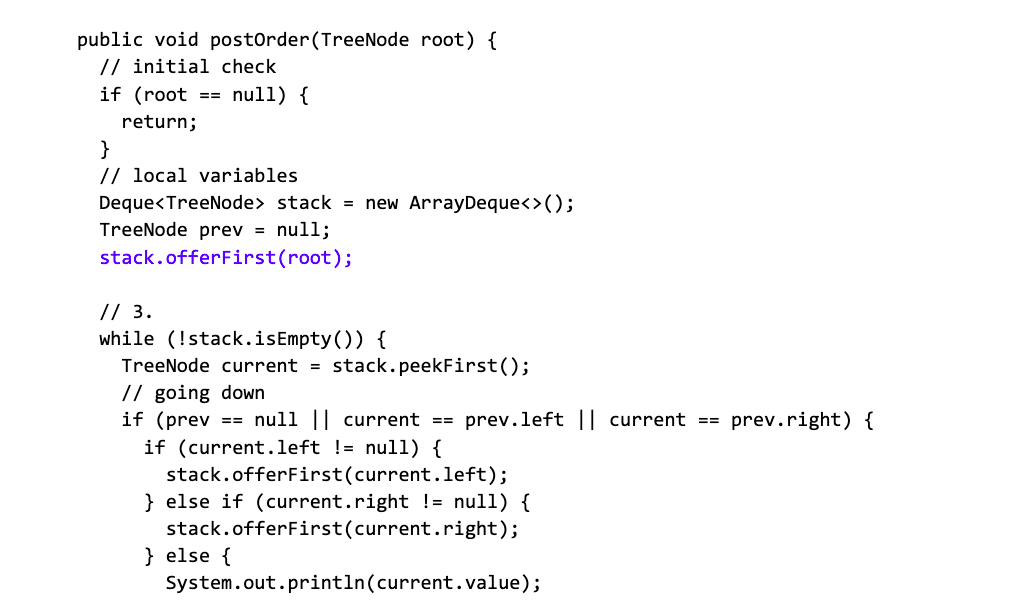 public void postOrder(TreeNode root) {
  // initial check
  if (root == null) {
    return;
  }
  // local variables
  Deque<TreeNode> stack = new ArrayDeque<>();
  TreeNode prev = null;
  stack.offerFirst(root);

  // 3.
  while (!stack.isEmpty()) {
    TreeNode current = stack.peekFirst();
    // going down
    if (prev == null || current == prev.left || current == prev.right) {
      if (current.left != null) {
        stack.offerFirst(current.left);
      } else if (current.right != null) {
        stack.offerFirst(current.right);
      } else {
        System.out.println(current.value);